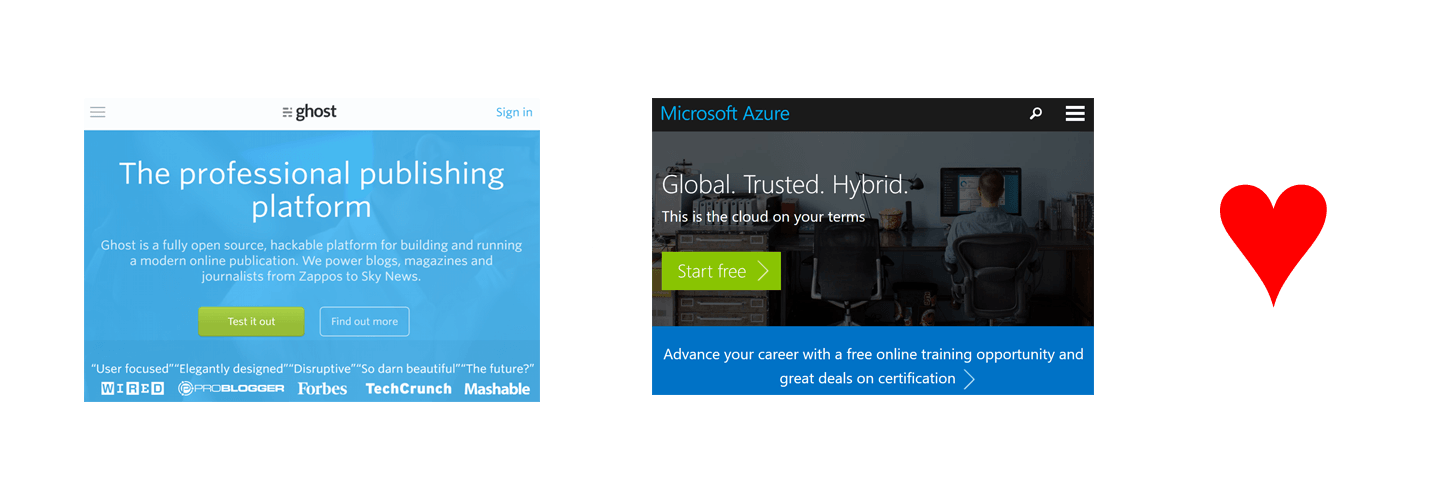 ghost
Sign in
The professional publishing
platform
Ghost is a fully open source, hackable platform for building and running
a modern online publication. We power blogs, magazines and
journalists from Zappos to Sky News.
Test it out
Find out more
“User focused” “Elegantly designed” “Disruptive” “So darn beautiful” “The future?”
WIRED PROBLOGGER Forbes TechCrunch Mashable
Microsoft Azure
Global. Trusted. Hybrid.
This is the cloud on your terms
Start free
Advance your career with a free online training opportunity and
great deals on certification